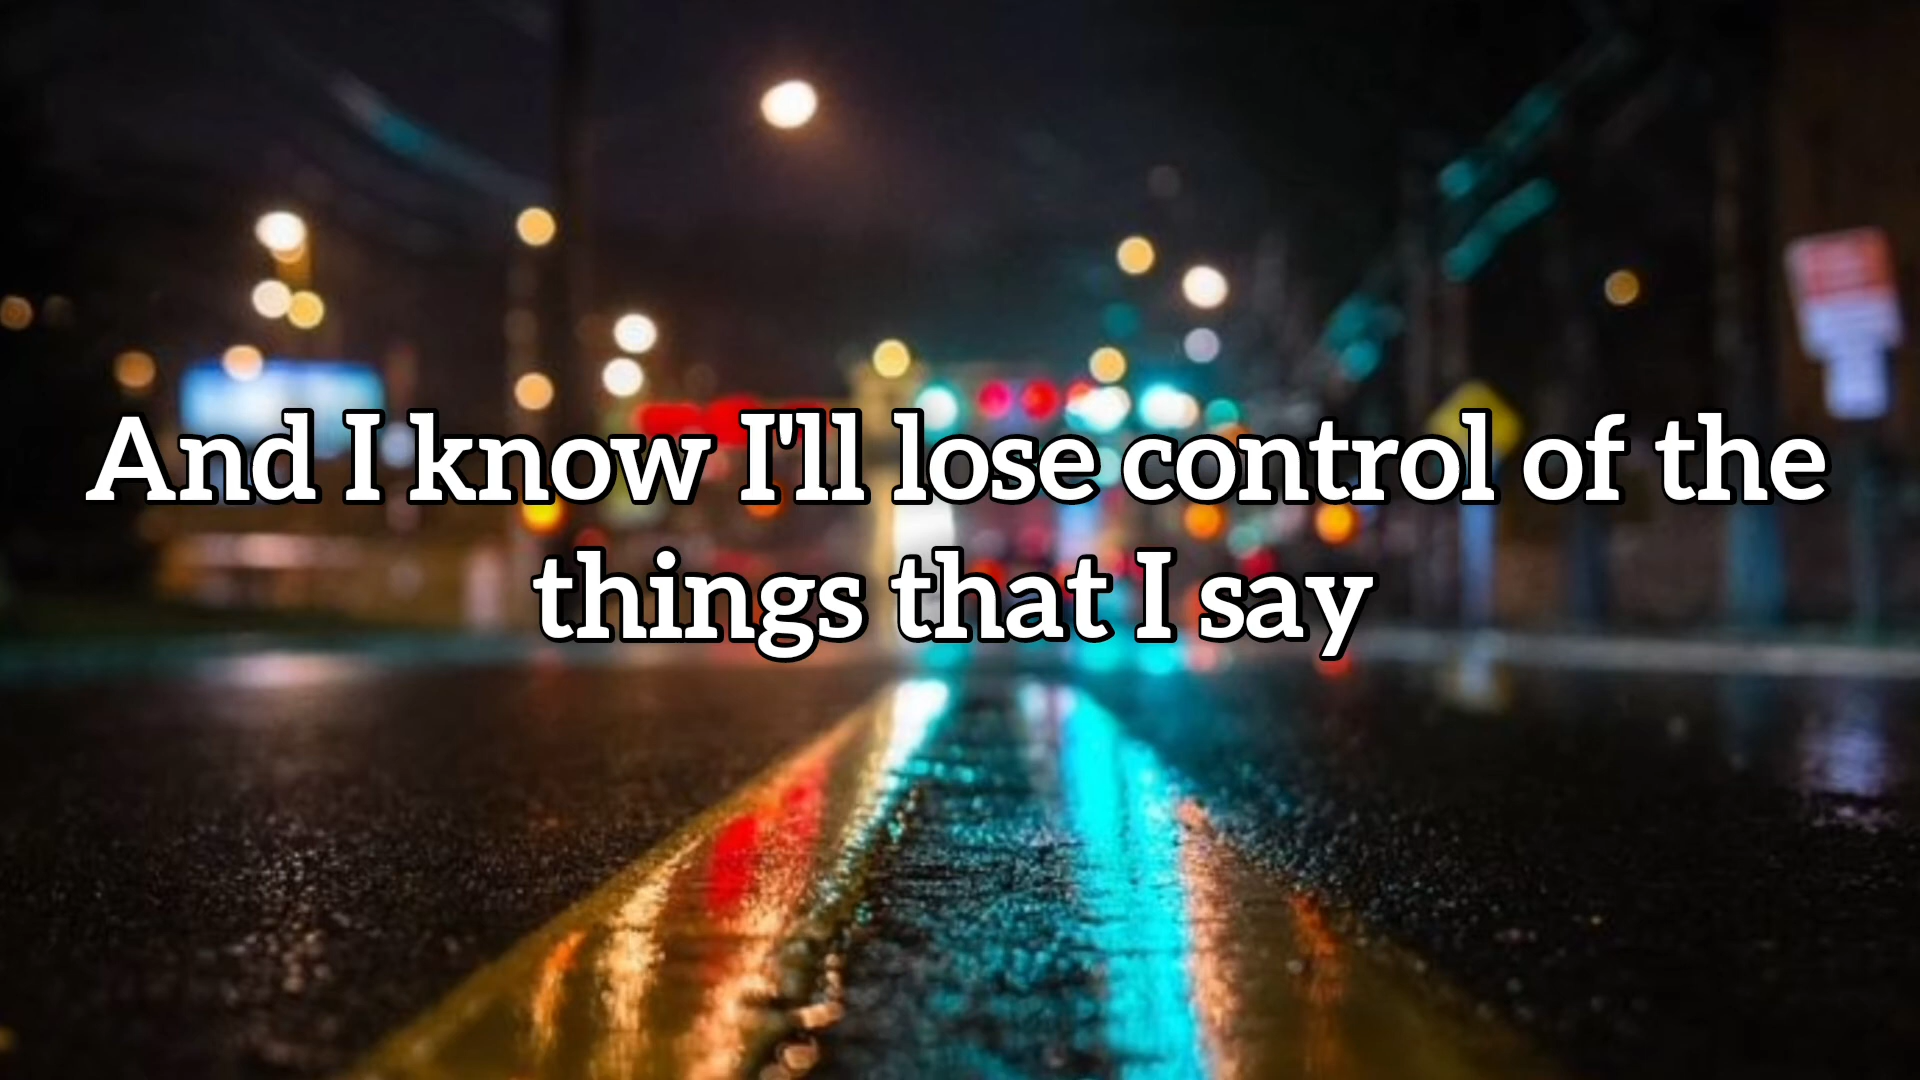 And I know I'll lose control of the
things that I say